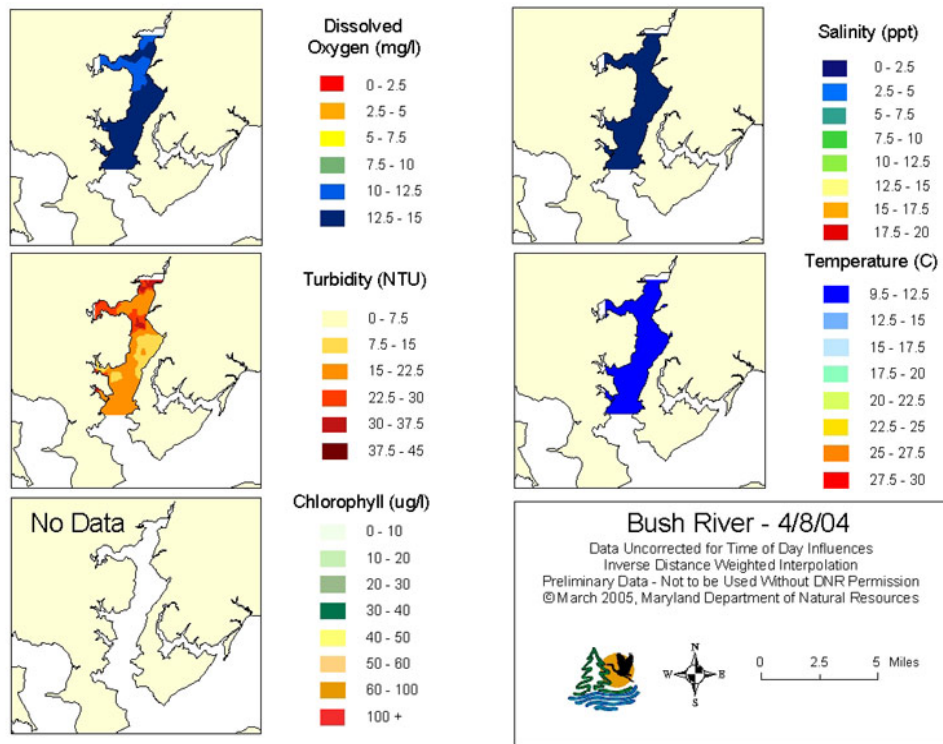 Dissolved
Oxygen (mg/l)
0 - 2.5
2.5 - 5
5 - 7.5
7.5 - 10
10 - 12.5
12.5 - 15
Salinity (ppt)
0 - 2.5
2.5 - 5
5 - 7.5
7.5 - 10
10 - 12.5
12.5 - 15
15 - 17.5
17.5 - 20
Turbidity (NTU)
0 - 7.5
7.5 - 15
15 - 22.5
22.5 - 30
30 - 37.5
37.5 - 45
Temperature (C)
9.5 - 12.5
12.5 - 15
15 - 17.5
17.5 - 20
20 - 22.5
22.5 - 25
25 - 27.5
27.5 - 30
No Data
Chlorophyll (ug/l)
0 - 10
10 - 20
20 - 30
30 - 40
40 - 50
50 - 60
60 - 100
100 +
Bush River - 4/8/04
Data Uncorrected for Time of Day Influences
Inverse Distance Weighted Interpolation
Preliminary Data - Not to be Used Without DNR Permission
©March 2005, Maryland Department of Natural Resources
N
W E
S
0 2.5 5 Miles